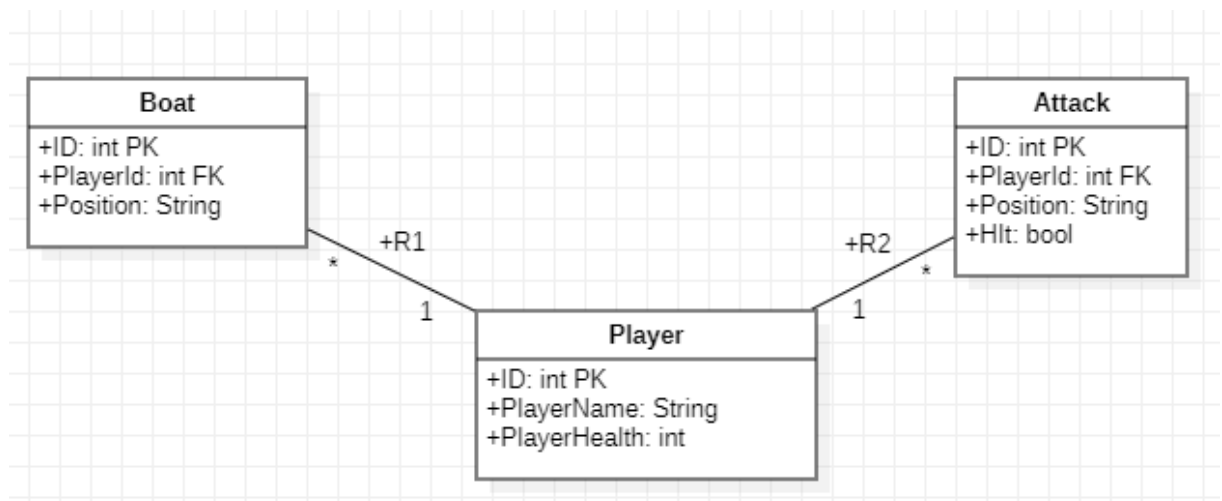 Boat
+ID: int PK
+PlayerId: int FK
+Position: String
Attack
+ID: int PK
+PlayerId: int FK
+Position: String
+HIt: bool
+R1
*
1
+R2
*
1
Player
+ID: int PK
+PlayerName: String
+PlayerHealth: int